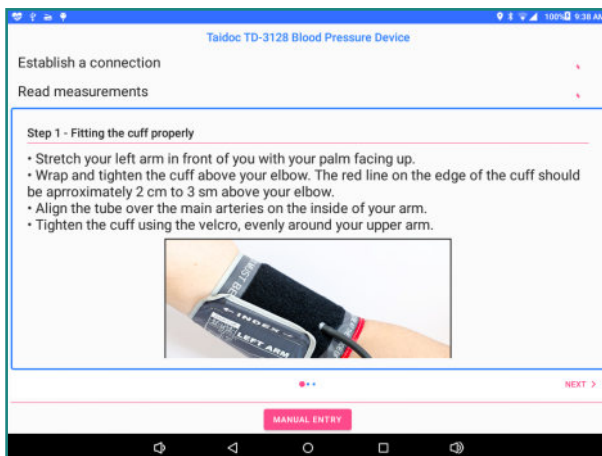 100% 9:38 AM
Taidoc TD-3128 Blood Pressure Device
Establish a connection
Read measurements
Step 1 - Fitting the cuff properly
• Stretch your left arm in front of you with your palm facing up.
• Wrap and tighten the cuff above your elbow. The red line on the edge of the cuff should
be aprroximately 2 cm to 3 sm above your elbow.
• Align the tube over the main arteries on the inside of your arm.
• Tighten the cuff using the velcro, evenly around your upper arm.
MUST BE
INDEX
LEFT ARM
NEXT >
MANUAL ENTRY